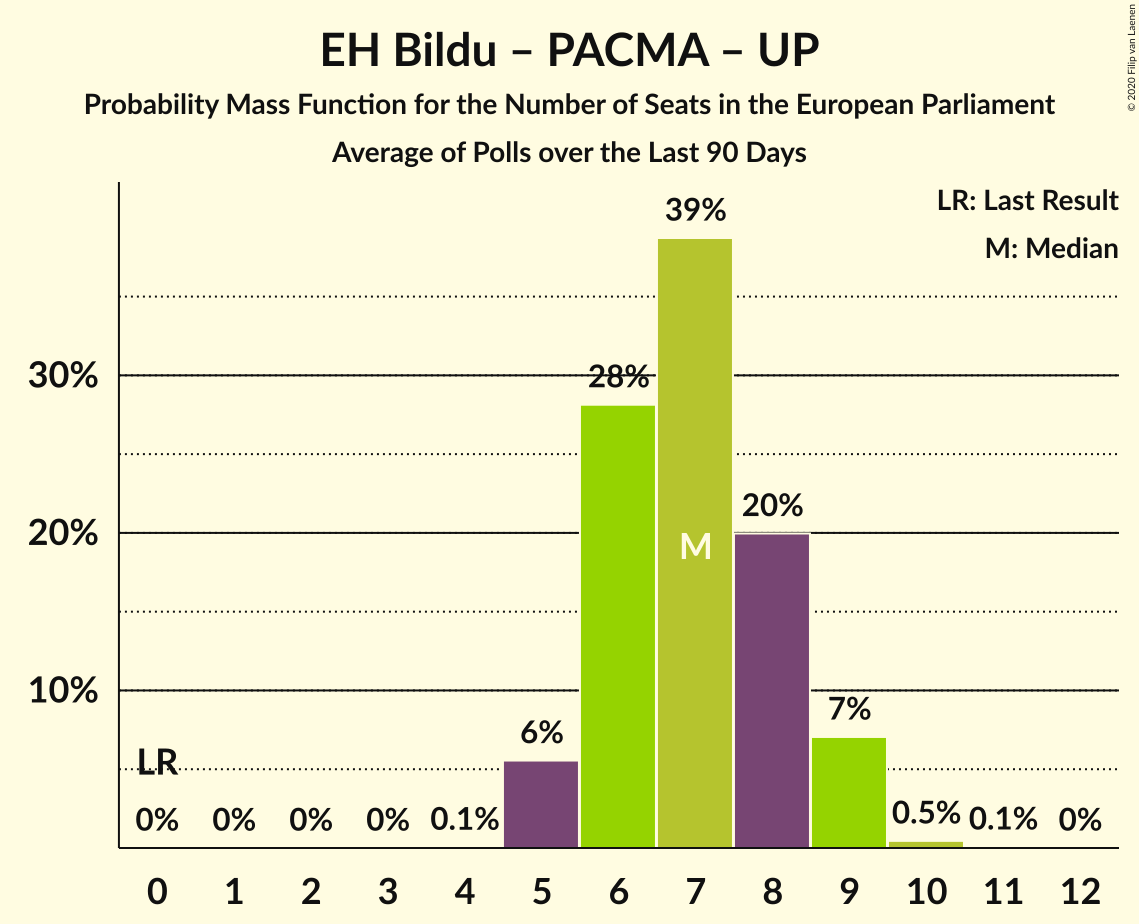 EH Bildu – PACMA – UP
Probability Mass Function for the Number of Seats in the European Parliament
Average of Polls over the Last 90 Days
© 2020 Filip van Laenen
LR: Last Result
M: Median
39%
30%
28%
20%
20%
M
10%
7%
6%
LR
0% 0% 0% 0% 0.1% 0.5% 0.1% 0%
0 1 2 3 4 5 6 7 8 9 10 11 12